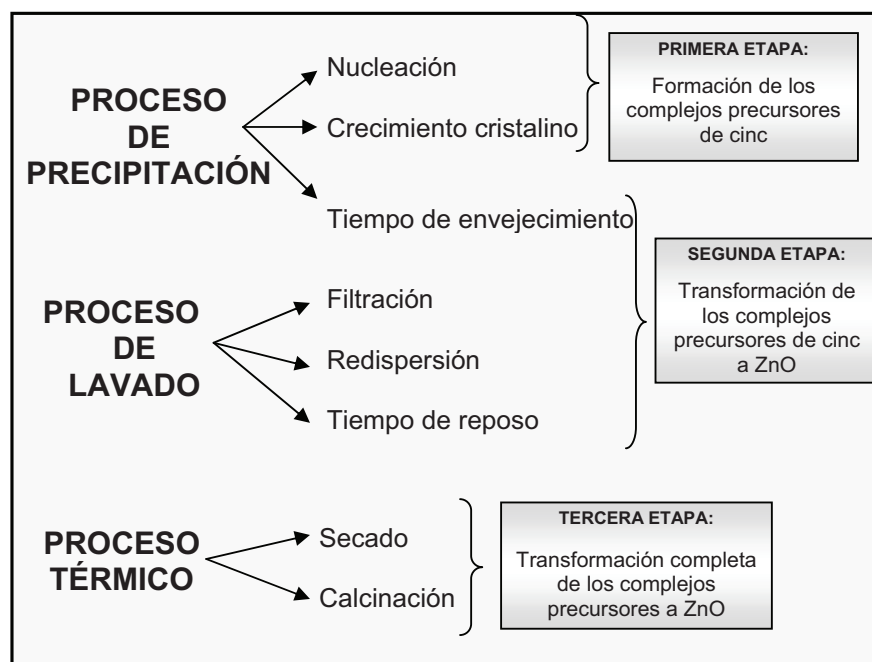 PROCESO
DE
PRECIPITACIÓN
Nucleación
Crecimiento cristalino
Tiempo de envejecimiento
PRIMERA ETAPA:
Formación de los
complejos precursores
de cinc
PROCESO
DE
LAVADO
Filtración
Redispersión
Tiempo de reposo
SEGUNDA ETAPA:
Transformación de
los complejos
precursores de cinc
a ZnO
PROCESO
TÉRMICO
Secado
Calcinación
TERCERA ETAPA:
Transformación completa
de los complejos
precursores a ZnO